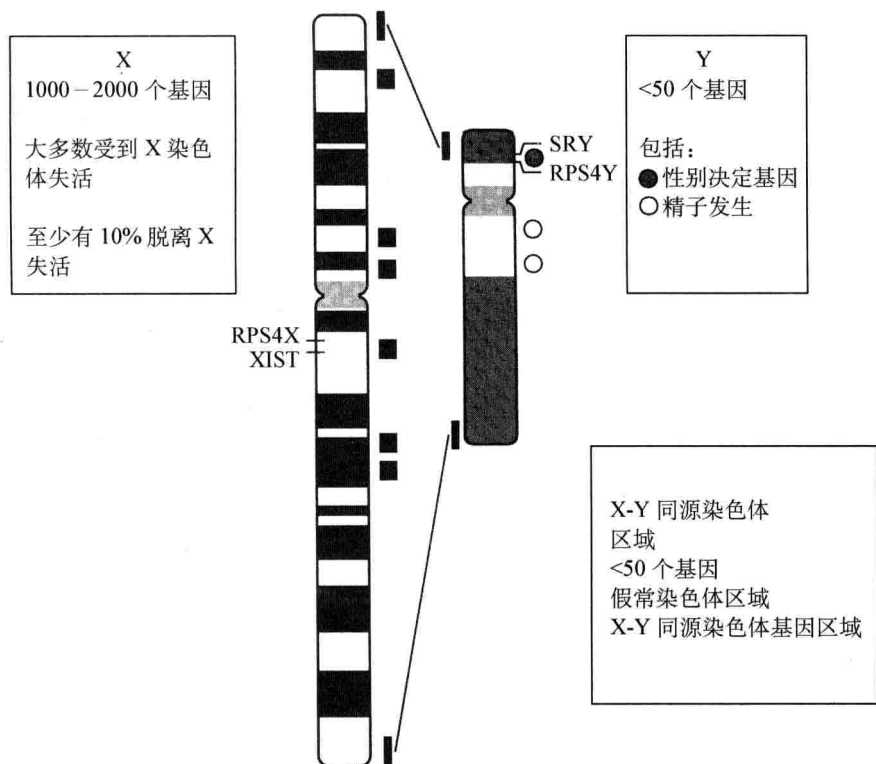 X
1000－2000 个基因
大多数受到 X 染色
体失活
至少有 10% 脱离 X
失活
RPS4X
XIST
SRY
RPS4Y
Y
<50 个基因
包括：
性别决定基因
精子发生
X-Y 同源染色体
区域
<50 个基因
假常染色体区域
X-Y 同源染色体基因区域